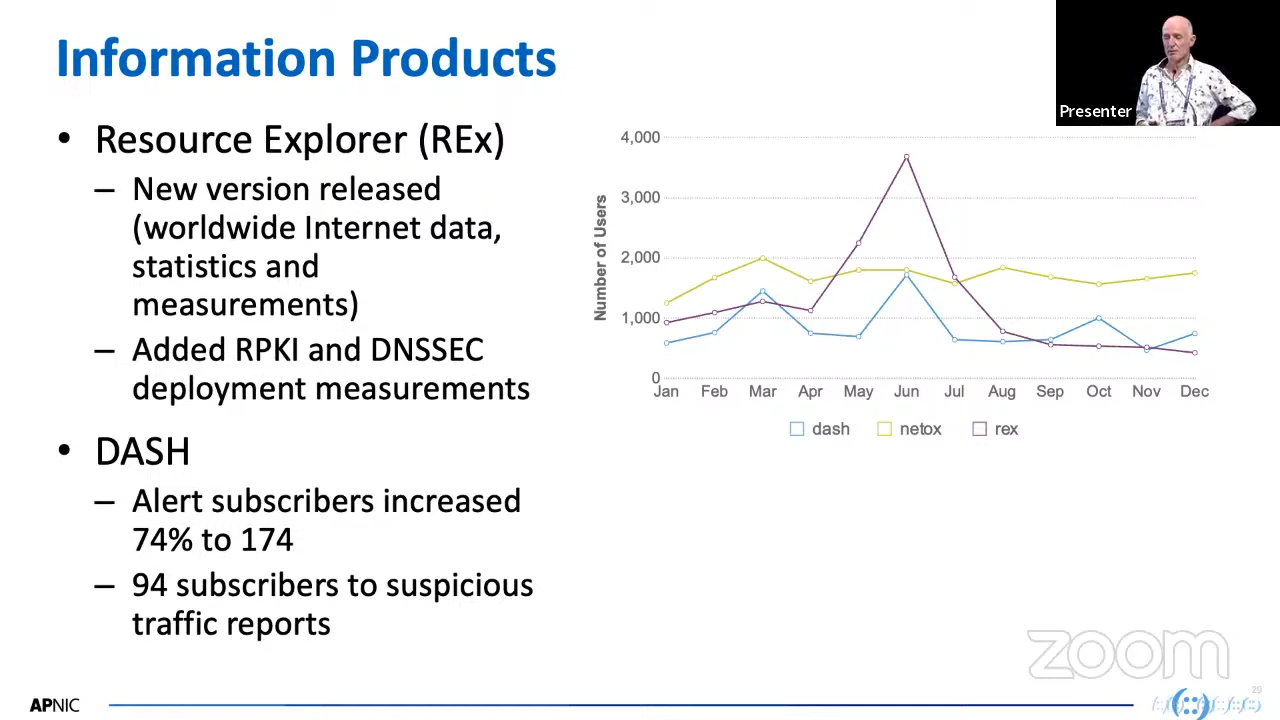 Information Products
Presenter
• Resource Explorer (REx)
– New version released
(worldwide Internet data,
statistics and
measurements)
– Added RPKI and DNSSEC
deployment measurements
• DASH
– Alert subscribers increased
74% to 174
– 94 subscribers to suspicious
traffic reports
Number of Users
4,000
3,000
2,000
1,000
0
Jan Feb Mar Apr May Jun Jul Aug Sep Oct Nov Dec
dash netox rex
zoom
APNIC
29